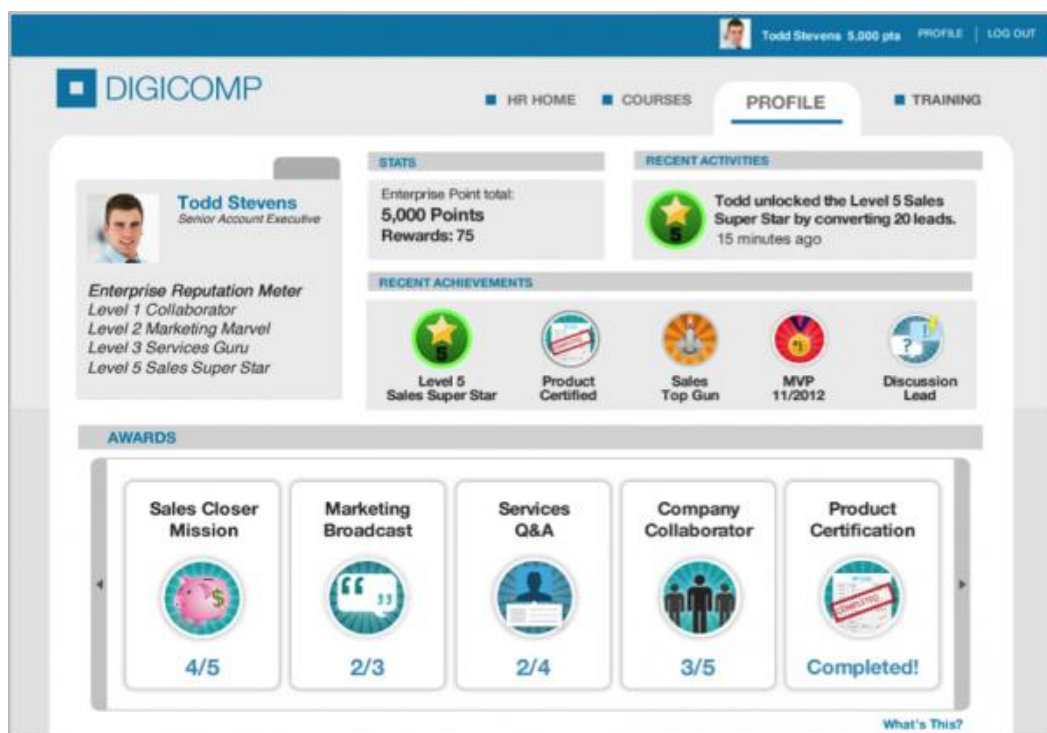 Todd Stevens 5,000 pts PROFILE LOG OUT
DIGICOMP
HR HOME COURSES PROFILE TRAINING
Todd Stevens
Senior Account Executive
Enterprise Reputation Meter
Level 1 Collaborator
Level 2 Marketing Marvel
Level 3 Services Guru
Level 5 Sales Super Star
STATS
Enterprise Point total:
5,000 Points
Rewards: 75
RECENT ACTIVITIES
5
Todd unlocked the Level 5 Sales
Super Star by converting 20 leads.
15 minutes ago
RECENT ACHIEVEMENTS
5
Level 5
Sales Super Star
Product
Certified
Sales
Top Gun
#1
MVP
11/2012
?
!
Discussion
Lead
AWARDS
Sales Closer
Mission
$
4/5
Marketing
Broadcast
2/3
Services
Q&A
2/4
Company
Collaborator
3/5
Product
Certification
COMPLETED
Completed!
What's This?